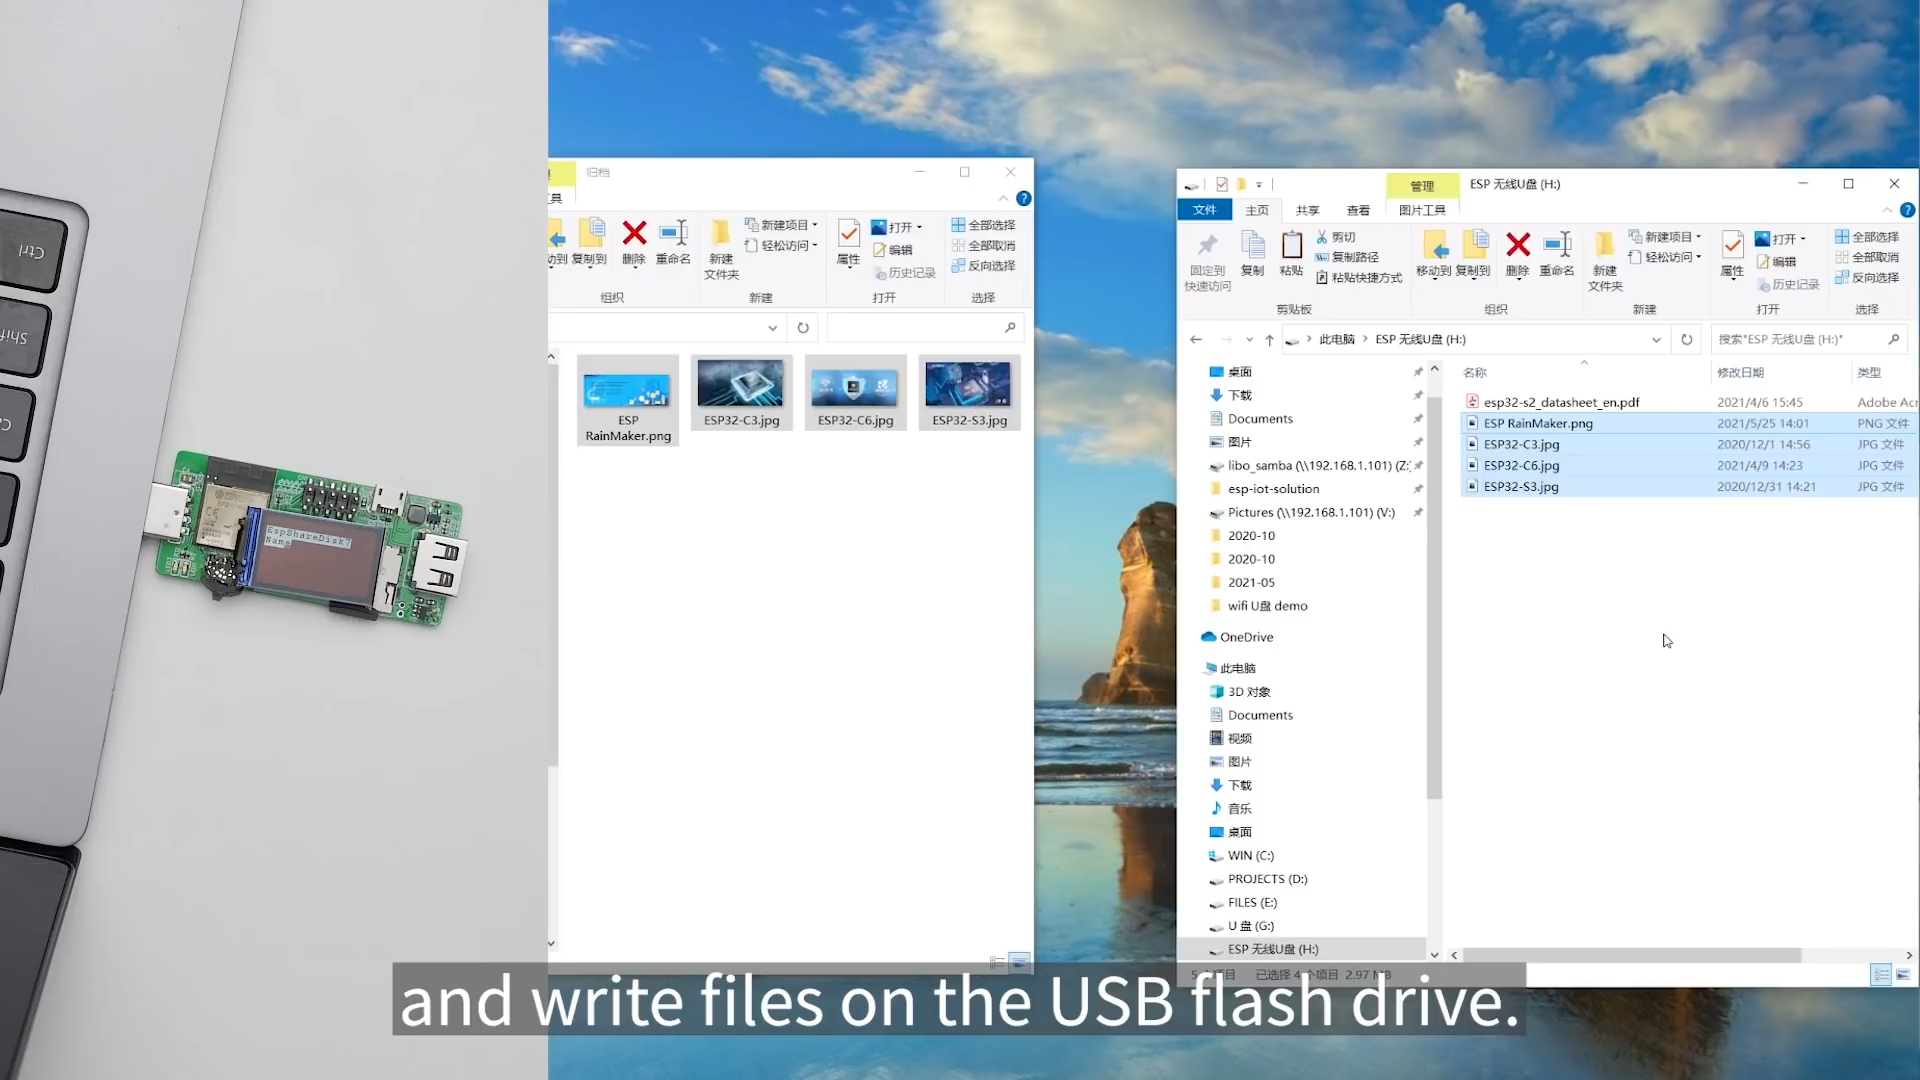 Ctrl
Shift
EspShareDisk7
Name
归档
具
动到
复制到
删除
重命名
新建
文件夹
新建项目
轻松访问
属性
打开
编辑
历史记录
全部选择
全部取消
反向选择
组织
新建
打开
选择
ESP
RainMaker.png
ESP32-C3.jpg
ESP32-C6.jpg
ESP32-S3.jpg
管理
ESP 无线U盘 (H:)
文件
主页
共享
查看
图片工具
固定到
快速访问
复制
粘贴
剪切
复制路径
粘贴快捷方式
移动到
复制到
删除
重命名
新建
文件夹
新建项目
轻松访问
属性
打开
编辑
历史记录
全部选择
全部取消
反向选择
剪贴板
组织
新建
打开
选择
此电脑
ESP 无线U盘 (H:)
搜索"ESP 无线U盘 (H:)"
桌面
下载
Documents
图片
libo_samba (\\192.168.1.101) (Z:
esp-iot-solution
Pictures (\\192.168.1.101) (V:)
2020-10
2020-10
2021-05
wifi U盘 demo
OneDrive
此电脑
3D 对象
Documents
视频
图片
下载
音乐
桌面
WIN (C:)
PROJECTS (D:)
FILES (E:)
U 盘 (G:)
ESP 无线U盘 (H:)
名称 修改日期 类型
esp32-s2_datasheet_en.pdf 2021/4/6 15:45 Adobe Acr
ESP RainMaker.png 2021/5/25 14:01 PNG 文件
ESP32-C3.jpg 2020/12/1 14:56 JPG 文件
ESP32-C6.jpg 2021/4/9 14:23 JPG 文件
ESP32-S3.jpg 2020/12/31 14:21 JPG 文件
5 个项目 已选择 4 个项目 2.97 MB
and write files on the USB flash drive.